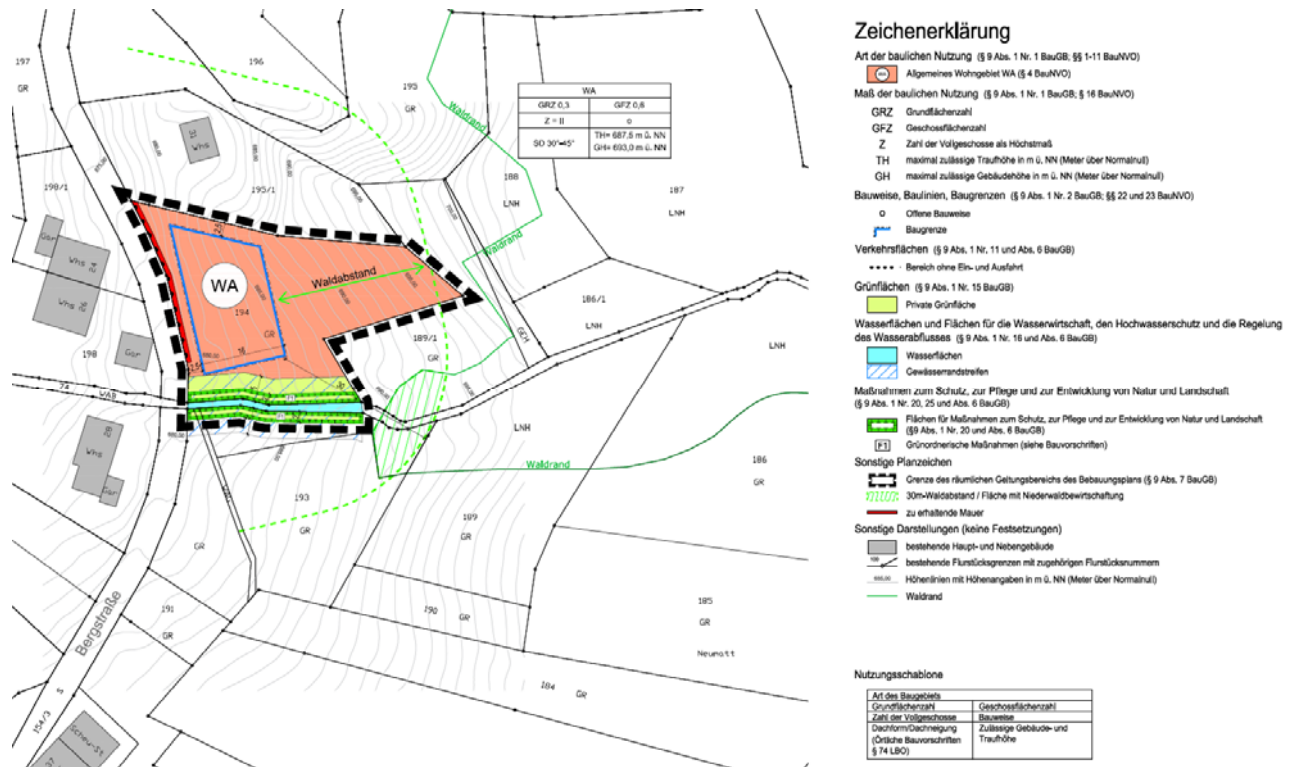 197
GR
196
195
GR
Waldrand
WA
GRZ 0,3
GFZ 0,6
Z = II
o
SD 30°-45°
TH= 687,5 m ü. NN
GH= 693,0 m ü. NN
31
Whs
188
LNH
187
LNH
198/1
195/1
Waldrand
Gar
Whs 24
Whs 26
WA
Waldabstand
194
GR
16
186/1
LNH
GEH
189/1
GR
Gar
198
LNH
74
WAB
F1
30
LNH
Whs 28
Gar
Waldrand
186
GR
193
GR
189
GR
GR
191
GR
190
GR
185
GR
Neumatt
184
GR
Bergstraße
154/3
Scheu-St
Zeichenerklärung
Art der baulichen Nutzung (§ 9 Abs. 1 Nr. 1 BauGB; §§ 1-11 BauNVO)
WA
Allgemeines Wohngebiet WA (§ 4 BauNVO)
Maß der baulichen Nutzung (§ 9 Abs. 1 Nr. 1 BauGB; § 16 BauNVO)
GRZ Grundflächenzahl
GFZ Geschossflächenzahl
Z Zahl der Vollgeschosse als Höchstmaß
TH maximal zulässige Traufhöhe in m ü. NN (Meter über Normalnull)
GH maximal zulässige Gebäudehöhe in m ü. NN (Meter über Normalnull)
Bauweise, Baulinien, Baugrenzen (§ 9 Abs. 1 Nr. 2 BauGB; §§ 22 und 23 BauNVO)
o Offene Bauweise
Baugrenze
Verkehrsflächen (§ 9 Abs. 1 Nr. 11 und Abs. 6 BauGB)
Bereich ohne Ein- und Ausfahrt
Grünflächen (§ 9 Abs. 1 Nr. 15 BauGB)
Private Grünfläche
Wasserflächen und Flächen für die Wasserwirtschaft, den Hochwasserschutz und die Regelung
des Wasserabflusses (§ 9 Abs. 1 Nr. 16 und Abs. 6 BauGB)
Wasserflächen
Gewässerrandstreifen
Maßnahmen zum Schutz, zur Pflege und zur Entwicklung von Natur und Landschaft
(§ 9 Abs. 1 Nr. 20, 25 und Abs. 6 BauGB)
Flächen für Maßnahmen zum Schutz, zur Pflege und zur Entwicklung von Natur und Landschaft
(§9 Abs. 1 Nr. 20 und Abs. 6 BauGB)
F1 Grünordnerische Maßnahmen (siehe Bauvorschriften)
Sonstige Planzeichen
Grenze des räumlichen Geltungsbereichs des Bebauungsplans (§ 9 Abs. 7 BauGB)
30m-Waldabstand / Fläche mit Niederwaldbewirtschaftung
zu erhaltende Mauer
Sonstige Darstellungen (keine Festsetzungen)
bestehende Haupt- und Nebengebäude
bestehende Flurstücksgrenzen mit zugehörigen Flurstücksnummern
Höhenlinien mit Höhenangaben in m ü. NN (Meter über Normalnull)
Waldrand
Nutzungsschablone
Art des Baugebiets
Grundflächenzahl
Geschossflächenzahl
Zahl der Vollgeschosse
Bauweise
Dachform/Dachneigung
(Örtliche Bauvorschriften
§ 74 LBO)
Zulässige Gebäude- und
Traufhöhe